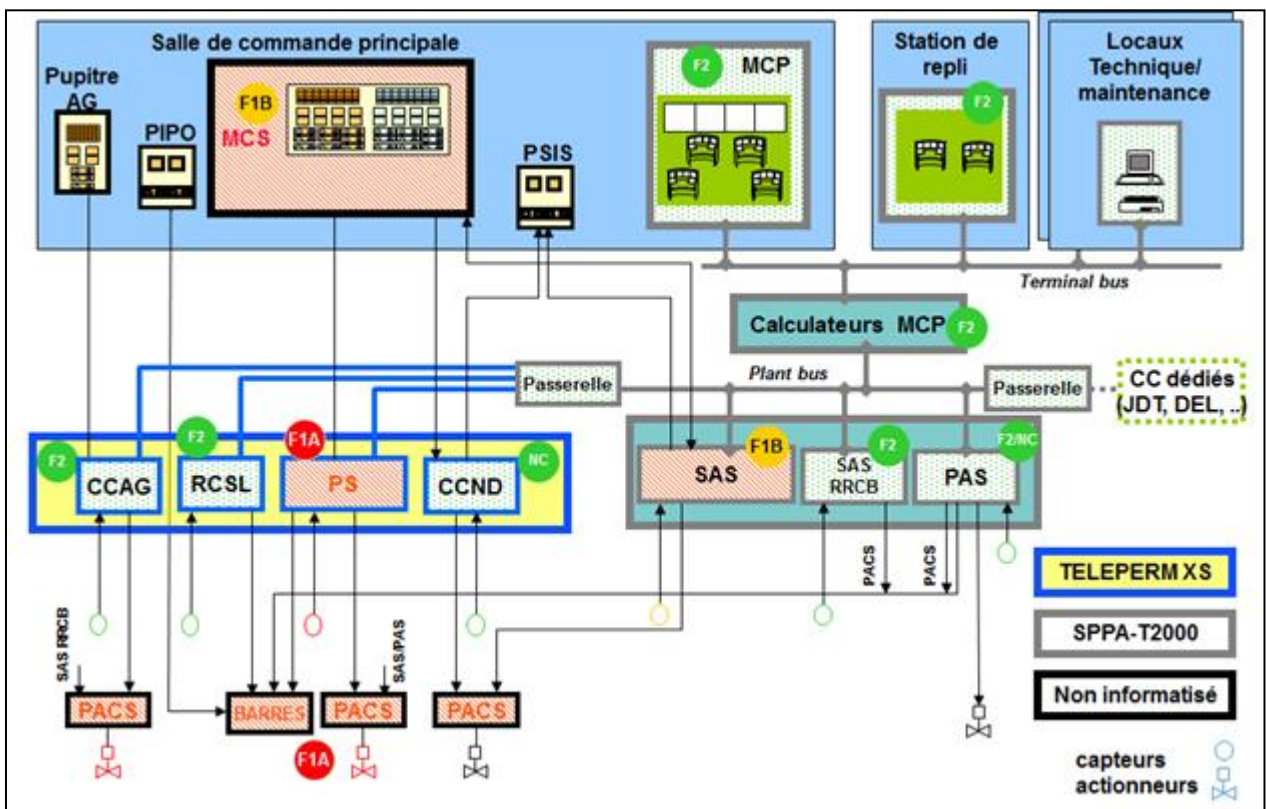 Salle de commande principale
Pupitre
AG
PIPO
F1B
MCS
PSIS
F2
MCP
Station de
repli
F2
Locaux
Technique/
maintenance
Terminal bus
Calculateurs MCP
F2
Plant bus
Passerelle
Passerelle
CC dédiés
(JDT, DEL, ..)
F2
CCAG
F2
RCSL
F1A
PS
NC
CCND
F1B
SAS
F2
SAS
RRCB
F2/NC
PAS
PACS
PACS
SAS RRCB
SAS/PAS
PACS
BARRES
F1A
PACS
PACS
TELEPERM XS
SPPA-T2000
Non informatisé
capteurs
actionneurs